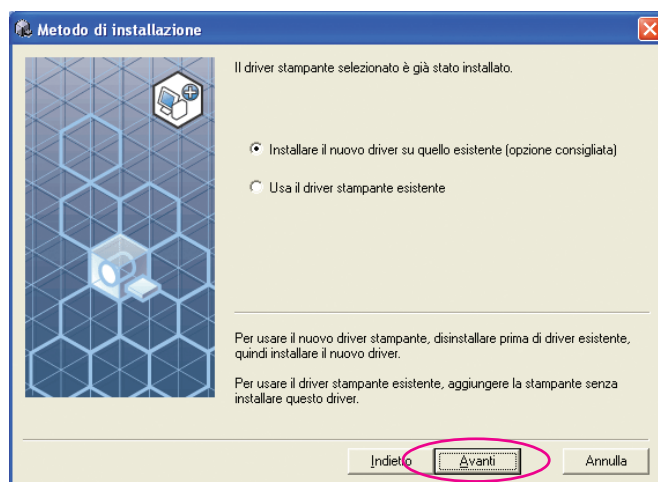 Metodo di installazione
Il driver stampante selezionato è già stato installato.
Installare il nuovo driver su quello esistente (opzione consigliata)
Usa il driver stampante esistente
Per usare il nuovo driver stampante, disinstallare prima di driver esistente,
quindi installare il nuovo driver.
Per usare il driver stampante esistente, aggiungere la stampante senza
installare questo driver.
Indietro Avanti Annulla